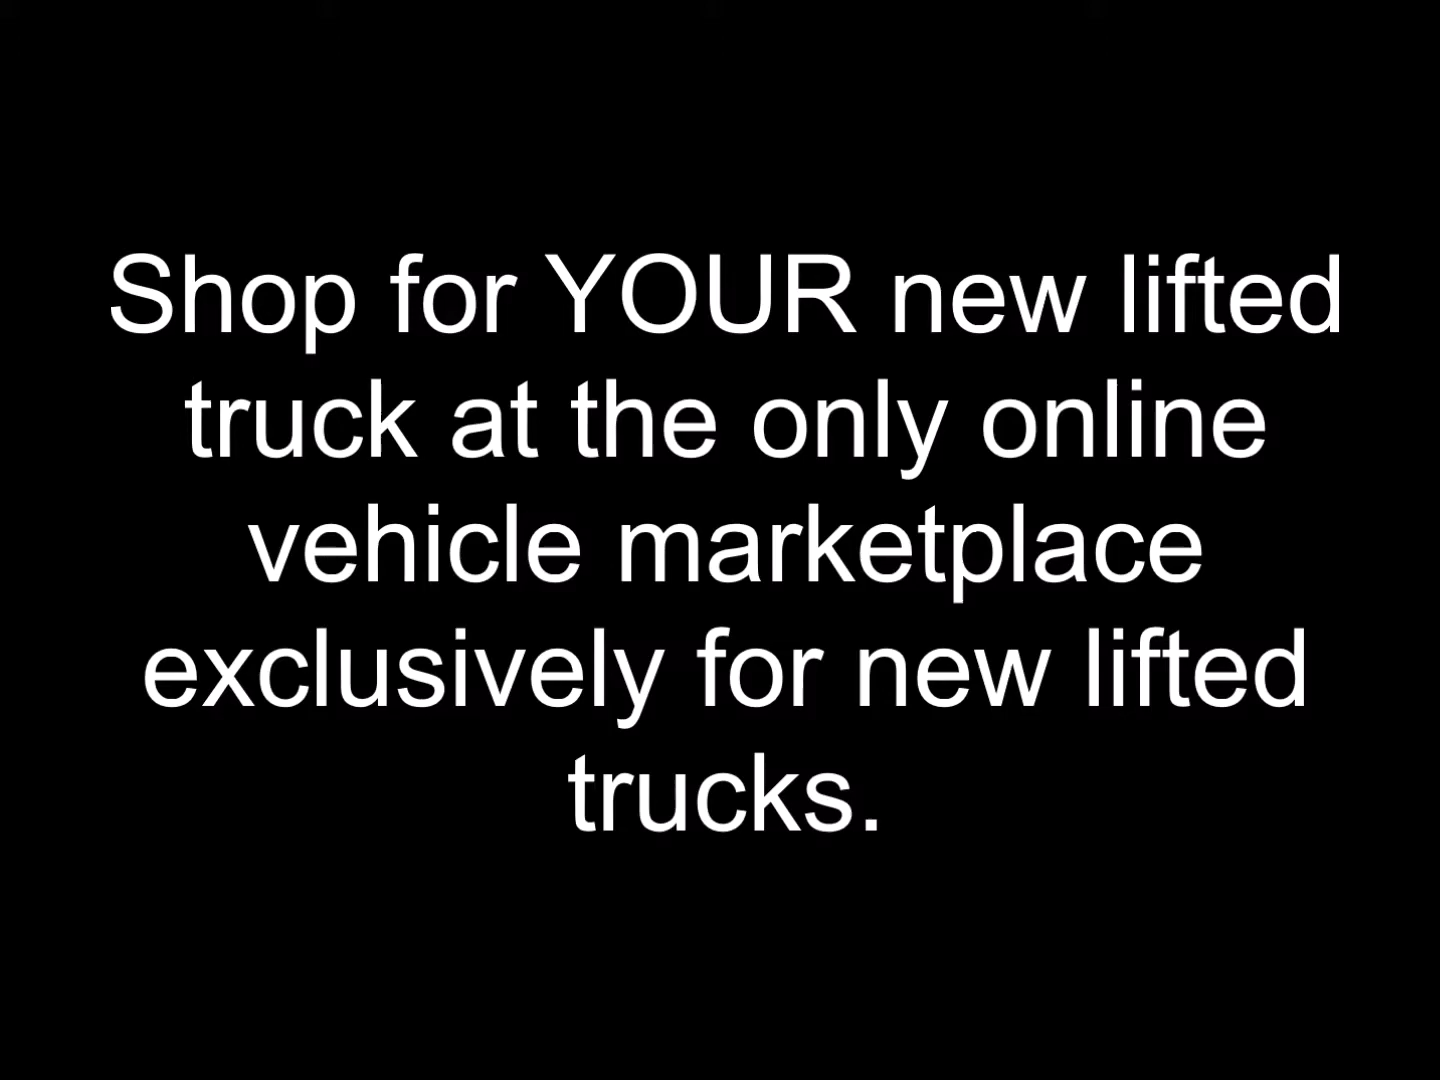 Shop for YOUR new lifted
truck at the only online
vehicle marketplace
exclusively for new lifted
trucks.